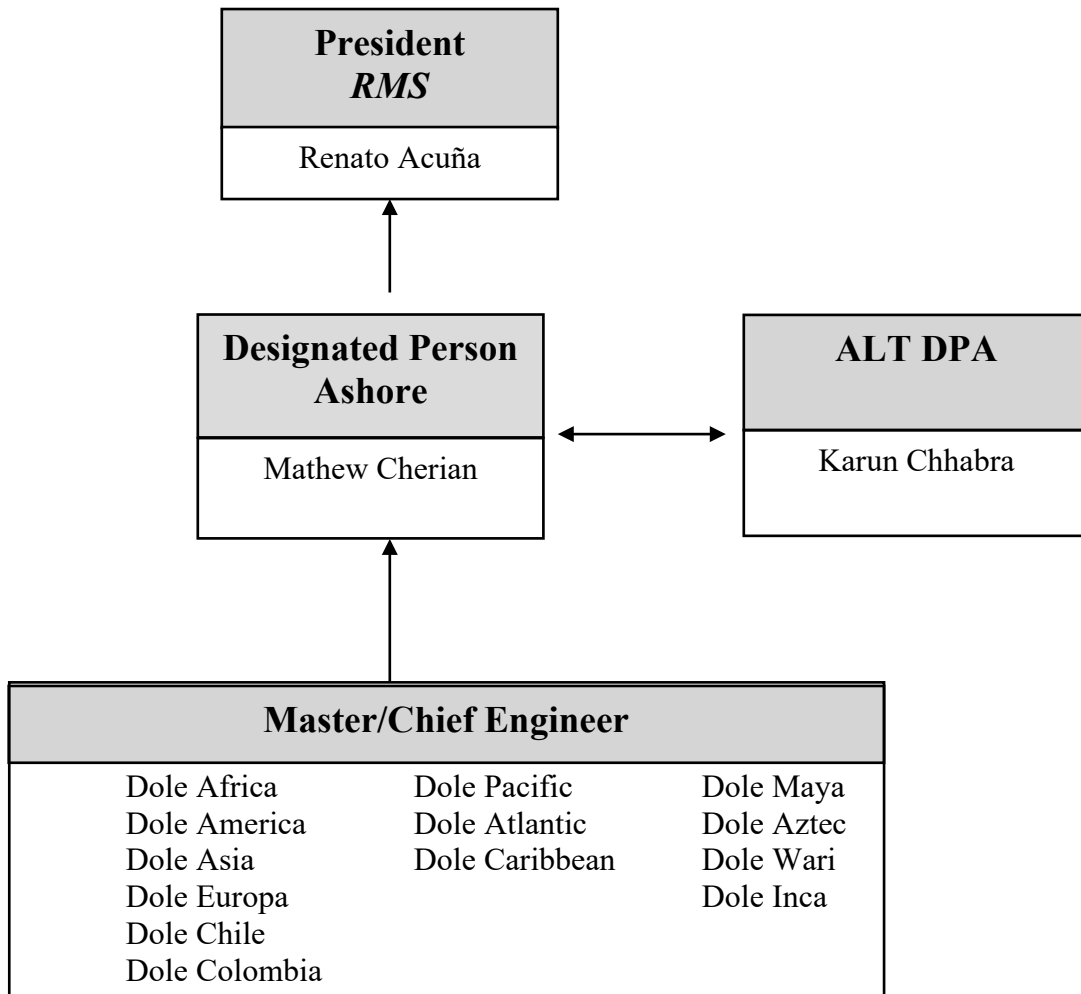 President
RMS
Renato Acuña
Designated Person
Ashore
Mathew Cherian
ALT DPA
Karun Chhabra
Master/Chief Engineer
Dole Africa
Dole America
Dole Asia
Dole Europa
Dole Chile
Dole Colombia
Dole Pacific
Dole Atlantic
Dole Caribbean
Dole Maya
Dole Aztec
Dole Wari
Dole Inca